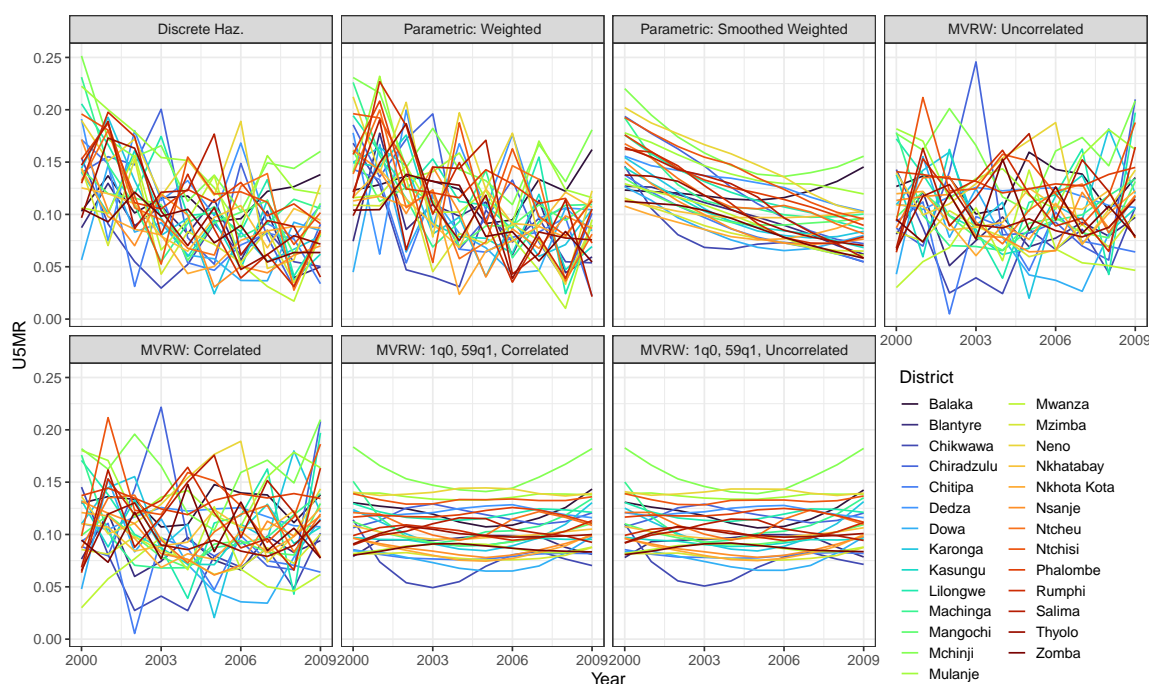 Discrete Haz. Parametric: Weighted Parametric: Smoothed Weighted MVRW: Uncorrelated
0.25
0.20
0.15
0.10
0.05
0.00
2000 2003 2006 2009
U5MR
MVRW: Correlated MVRW: 1q0, 59q1, Correlated MVRW: 1q0, 59q1, Uncorrelated
0.25
0.20
0.15
0.10
0.05
0.00
2000 2003 2006 2009 2000 2003 2006 2009 2000 2003 2006 2009
Year
District
Balaka
Blantyre
Chikwawa
Chiradzulu
Chitipa
Dedza
Dowa
Karonga
Kasungu
Lilongwe
Machinga
Mangochi
Mchinji
Mulanje
Mwanza
Mzimba
Neno
Nkhatabay
Nkhota Kota
Nsanje
Ntcheu
Ntchisi
Phalombe
Rumphi
Salima
Thyolo
Zomba